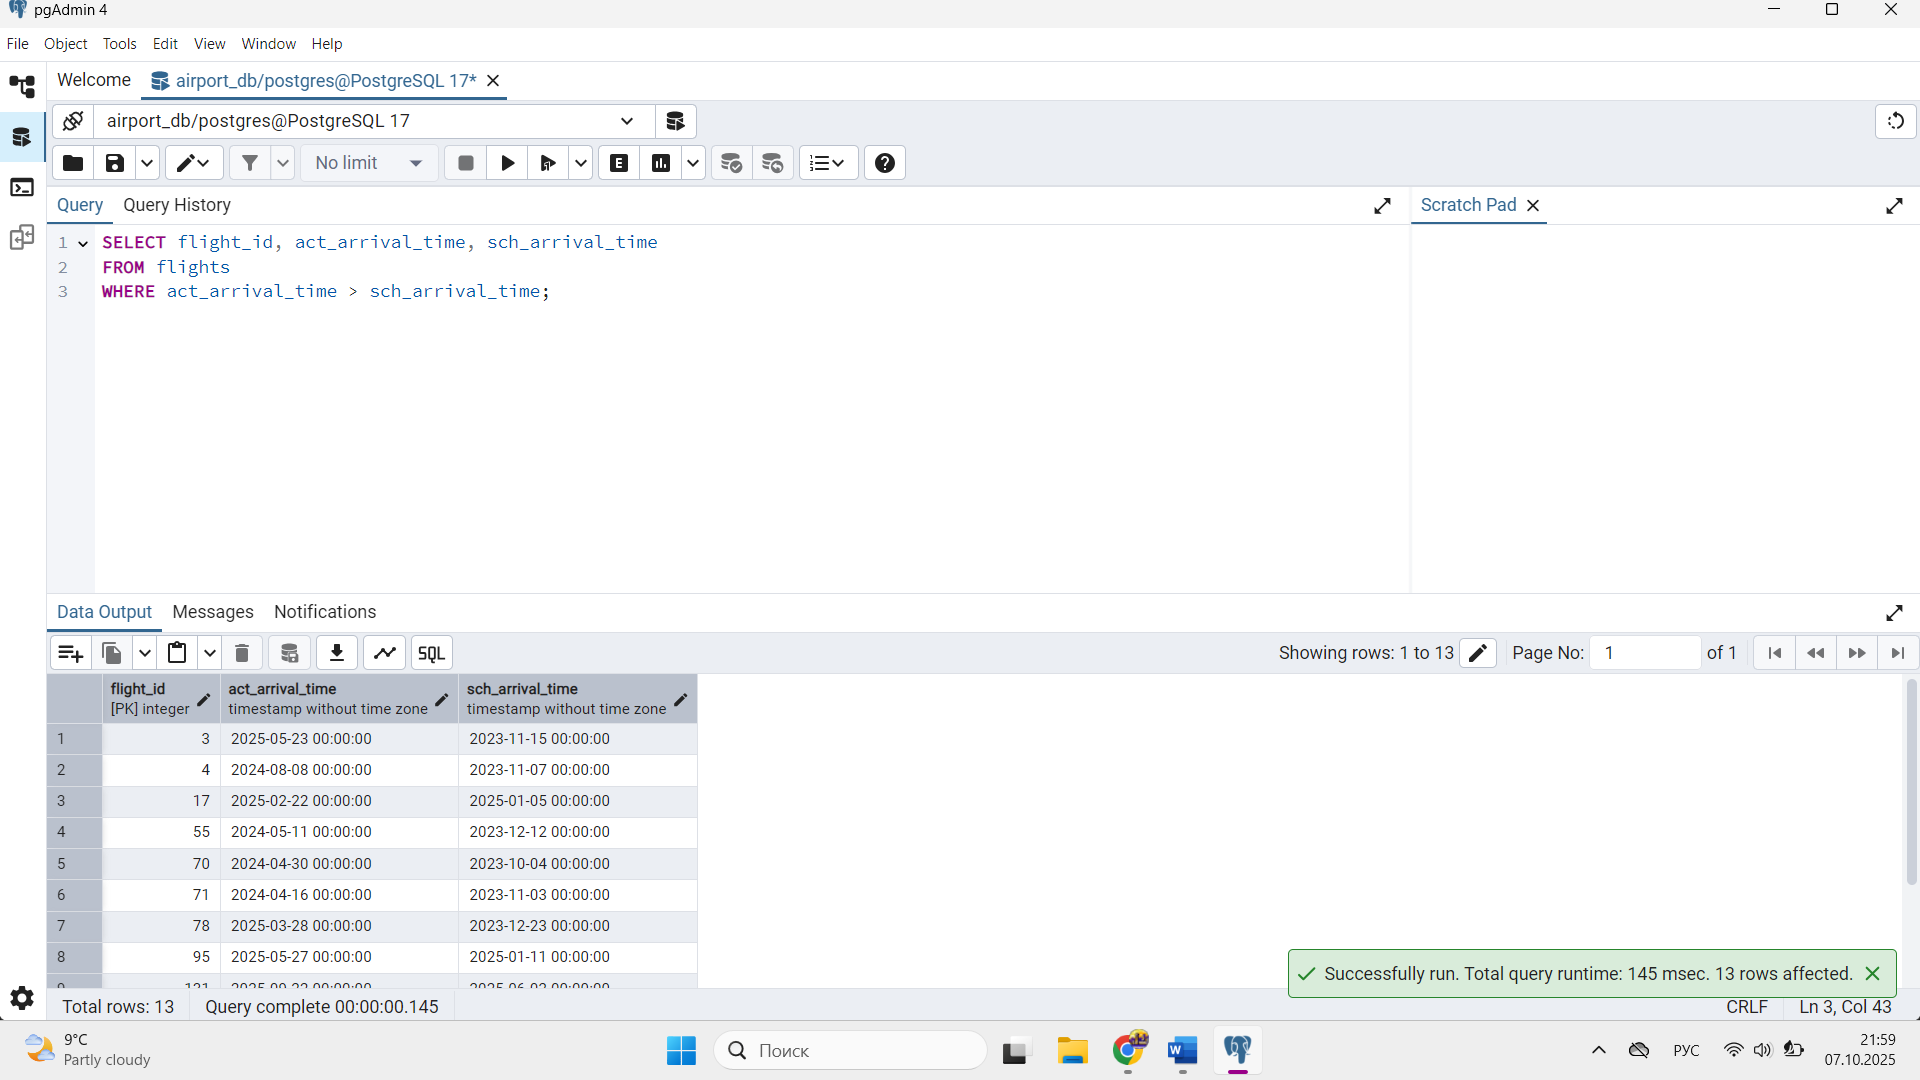 pgAdmin 4
File Object Tools Edit View Window Help
Welcome airport_db/postgres@PostgreSQL 17*
airport_db/postgres@PostgreSQL 17
No limit
Query Query History Scratch Pad
1 SELECT flight_id, act_arrival_time, sch_arrival_time
2 FROM flights
3 WHERE act_arrival_time > sch_arrival_time;
Data Output Messages Notifications
SQL Showing rows: 1 to 13 Page No: 1 of 1
flight_id act_arrival_time sch_arrival_time
[PK] integer timestamp without time zone timestamp without time zone
1 3 2025-05-23 00:00:00 2023-11-15 00:00:00
2 4 2024-08-08 00:00:00 2023-11-07 00:00:00
3 17 2025-02-22 00:00:00 2025-01-05 00:00:00
4 55 2024-05-11 00:00:00 2023-12-12 00:00:00
5 70 2024-04-30 00:00:00 2023-10-04 00:00:00
6 71 2024-04-16 00:00:00 2023-11-03 00:00:00
7 78 2025-03-28 00:00:00 2023-12-23 00:00:00
8 95 2025-05-27 00:00:00 2025-01-11 00:00:00
Successfully run. Total query runtime: 145 msec. 13 rows affected.
Total rows: 13 Query complete 00:00:00.145 CRLF Ln 3, Col 43
9°C
Partly cloudy
Поиск
РУС
21:59
07.10.2025